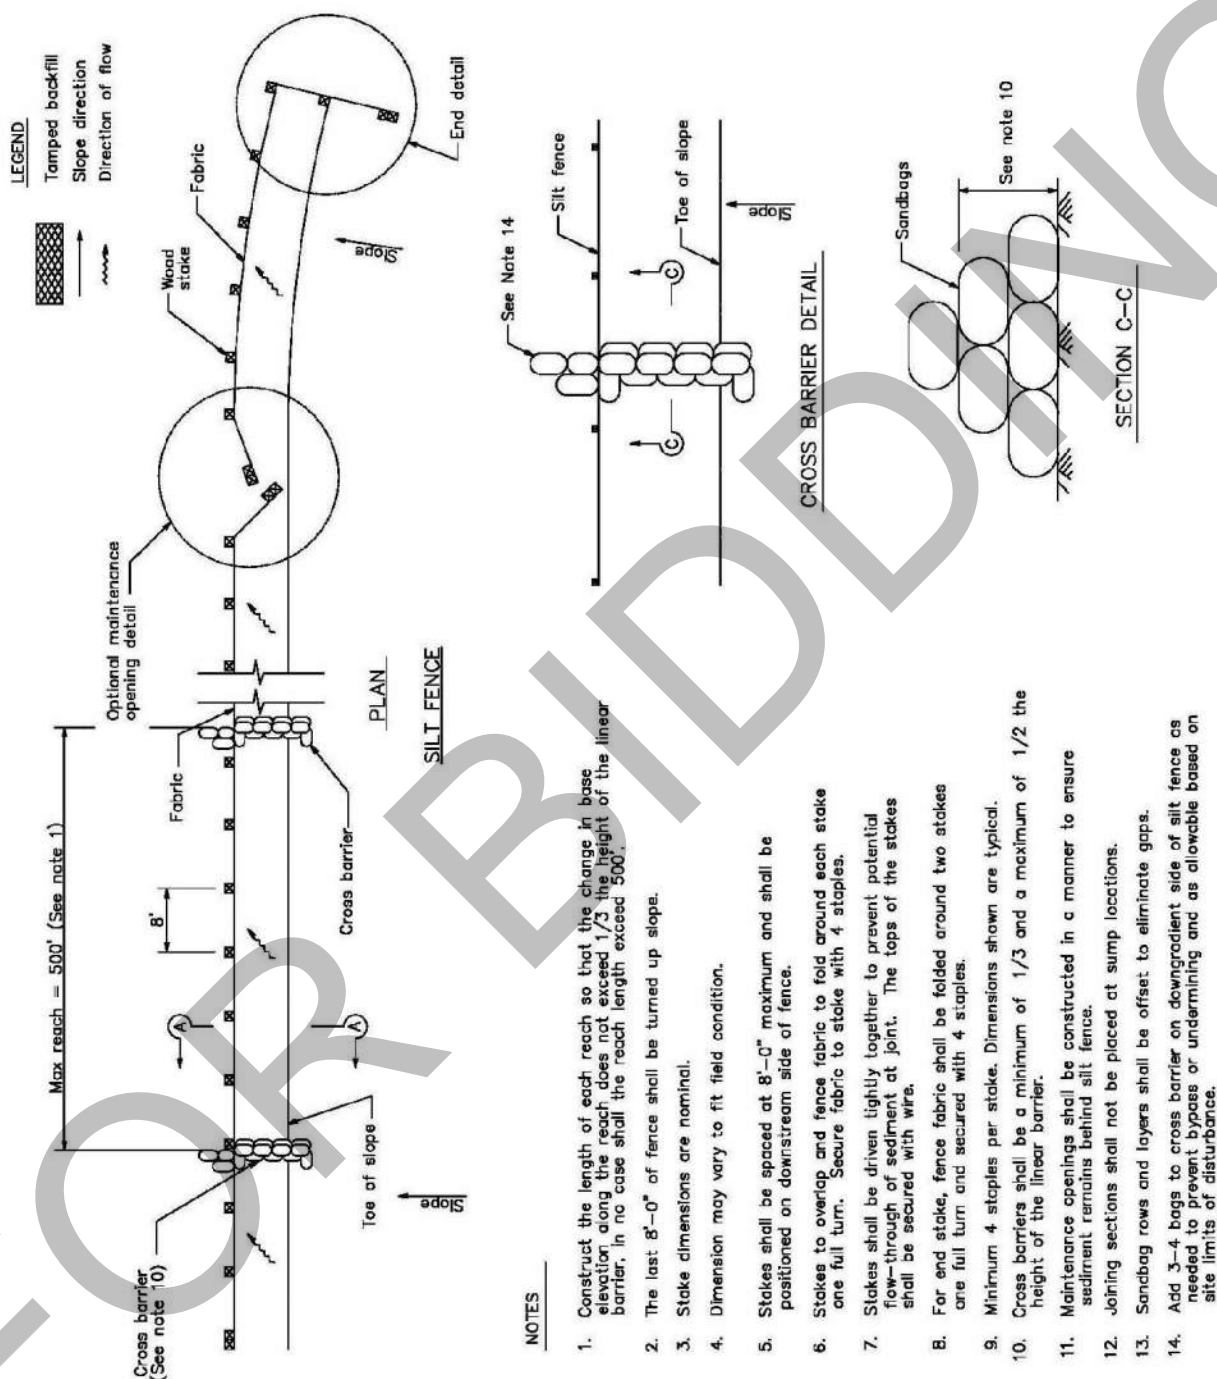 LEGEND
Tamped backfill
Slope direction
Direction of flow
Max reach = 500' (See note 1)
8'
Cross barrier
(See note 10)
Fabric
Optional maintenance
opening detail
Wood
stake
Fabric
End detail
A
A
Toe of slope
Slope
Cross barrier
Slope
PLAN
SILT FENCE
See Note 14
Silt fence
Toe of slope
C
C
Slope
CROSS BARRIER DETAIL
Sandbags
See note 10
SECTION C-C
NOTES
1. Construct the length of each reach so that the change in base
elevation along the reach does not exceed 1/3 the height of the linear
barrier. In no case shall the reach length exceed 500'.
2. The last 8'-0" of fence shall be turned up slope.
3. Stake dimensions are nominal.
4. Dimension may vary to fit field condition.
5. Stakes shall be spaced at 8'-0" maximum and shall be
positioned on downstream side of fence.
6. Stakes to overlap and fence fabric to fold around each stake
one full turn. Secure fabric to stake with 4 staples.
7. Stakes shall be driven tightly together to prevent potential
flow-through of sediment at joint. The tops of the stakes
shall be secured with wire.
8. For end stake, fence fabric shall be folded around two stakes
one full turn and secured with 4 staples.
9. Minimum 4 staples per stake. Dimensions shown are typical.
10. Cross barriers shall be a minimum of 1/3 and a maximum of 1/2 the
height of the linear barrier.
11. Maintenance openings shall be constructed in a manner to ensure
sediment remains behind silt fence.
12. Joining sections shall not be placed at sump locations.
13. Sandbag rows and layers shall be offset to eliminate gaps.
14. Add 3-4 bags to cross barrier on downgradient side of silt fence as
needed to prevent bypass or undermining and as allowable based on
site limits of disturbance.
OR BIDDING